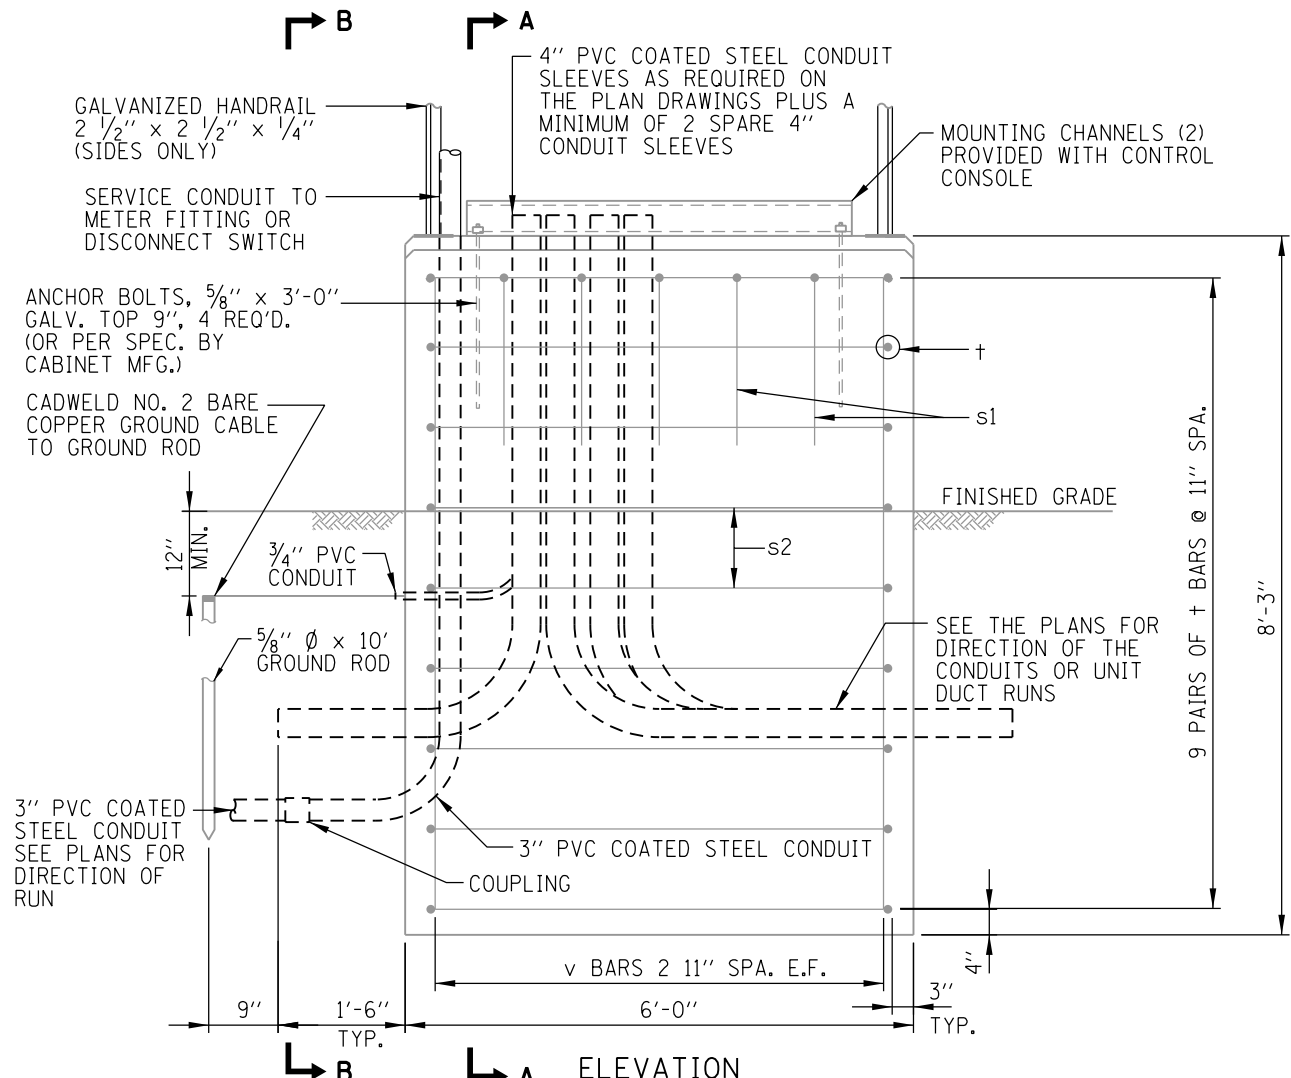 B
A
4" PVC COATED STEEL CONDUIT
SLEEVES AS REQUIRED ON
THE PLAN DRAWINGS PLUS A
MINIMUM OF 2 SPARE 4"
CONDUIT SLEEVES
GALVANIZED HANDRAIL
2 1/2" x 2 1/2" x 1/4"
(SIDES ONLY)
MOUNTING CHANNELS (2)
PROVIDED WITH CONTROL
CONSOLE
SERVICE CONDUIT TO
METER FITTING OR
DISCONNECT SWITCH
ANCHOR BOLTS, 5/8" x 3'-0"
GALV. TOP 9", 4 REQ'D.
(OR PER SPEC. BY
CABINET MFG.)
t
CADWELD NO. 2 BARE
COPPER GROUND CABLE
TO GROUND ROD
s1
FINISHED GRADE
12"
MIN.
s2
3/4" PVC
CONDUIT
9 PAIRS OF t BARS @ 11" SPA.
8'-3"
5/8" Ø x 10'
GROUND ROD
SEE THE PLANS FOR
DIRECTION OF THE
CONDUITS OR UNIT
DUCT RUNS
3" PVC COATED
STEEL CONDUIT
SEE PLANS FOR
DIRECTION OF
RUN
3" PVC COATED STEEL CONDUIT
COUPLING
v BARS 2 11" SPA. E.F.
4"
9"
1'-6"
TYP.
6'-0"
3"
TYP.
B
A
ELEVATION